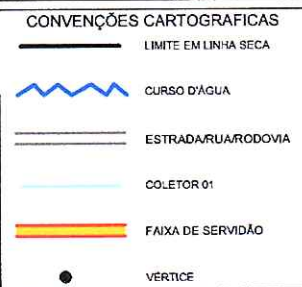 CONVENÇÕES CARTOGRAFICAS
LIMITE EM LINHA SECA
CURSO D'ÁGUA
ESTRADA/RUA/RODOVIA
COLETOR 01
FAIXA DE SERVIDÃO
VÉRTICE